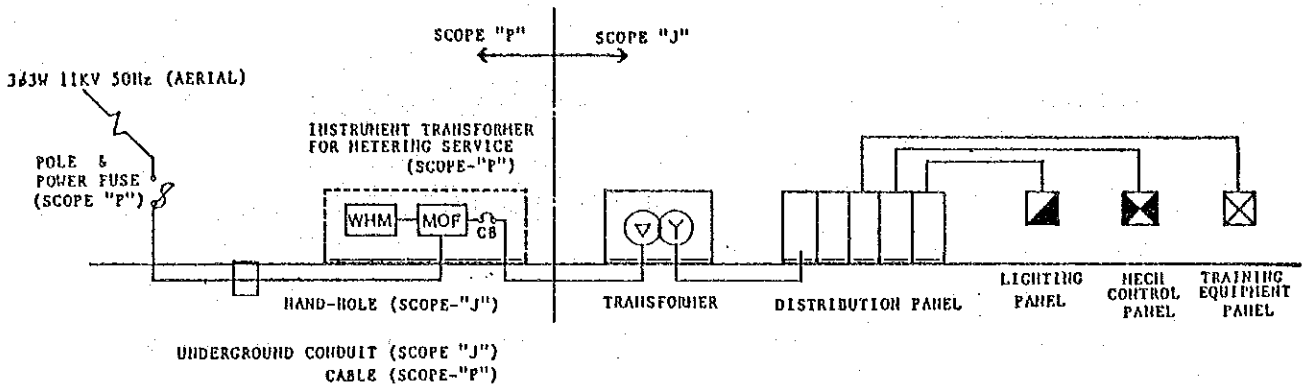 SCOPE "P"
SCOPE "J"
3ϕ3W 11KV 50Hz (AERIAL)
INSTRUMENT TRANSFORMER
FOR METERING SERVICE
(SCOPE-"P")
POLE &
POWER FUSE
(SCOPE "P")
WHM
MOF
CB
HAND-HOLE (SCOPE-"J")
TRANSFORMER
DISTRIBUTION PANEL
LIGHTING
PANEL
MECH
CONTROL
PANEL
TRAINING
EQUIPMENT
PANEL
UNDERGROUND CONDUIT (SCOPE "J")
CABLE (SCOPE-"P")